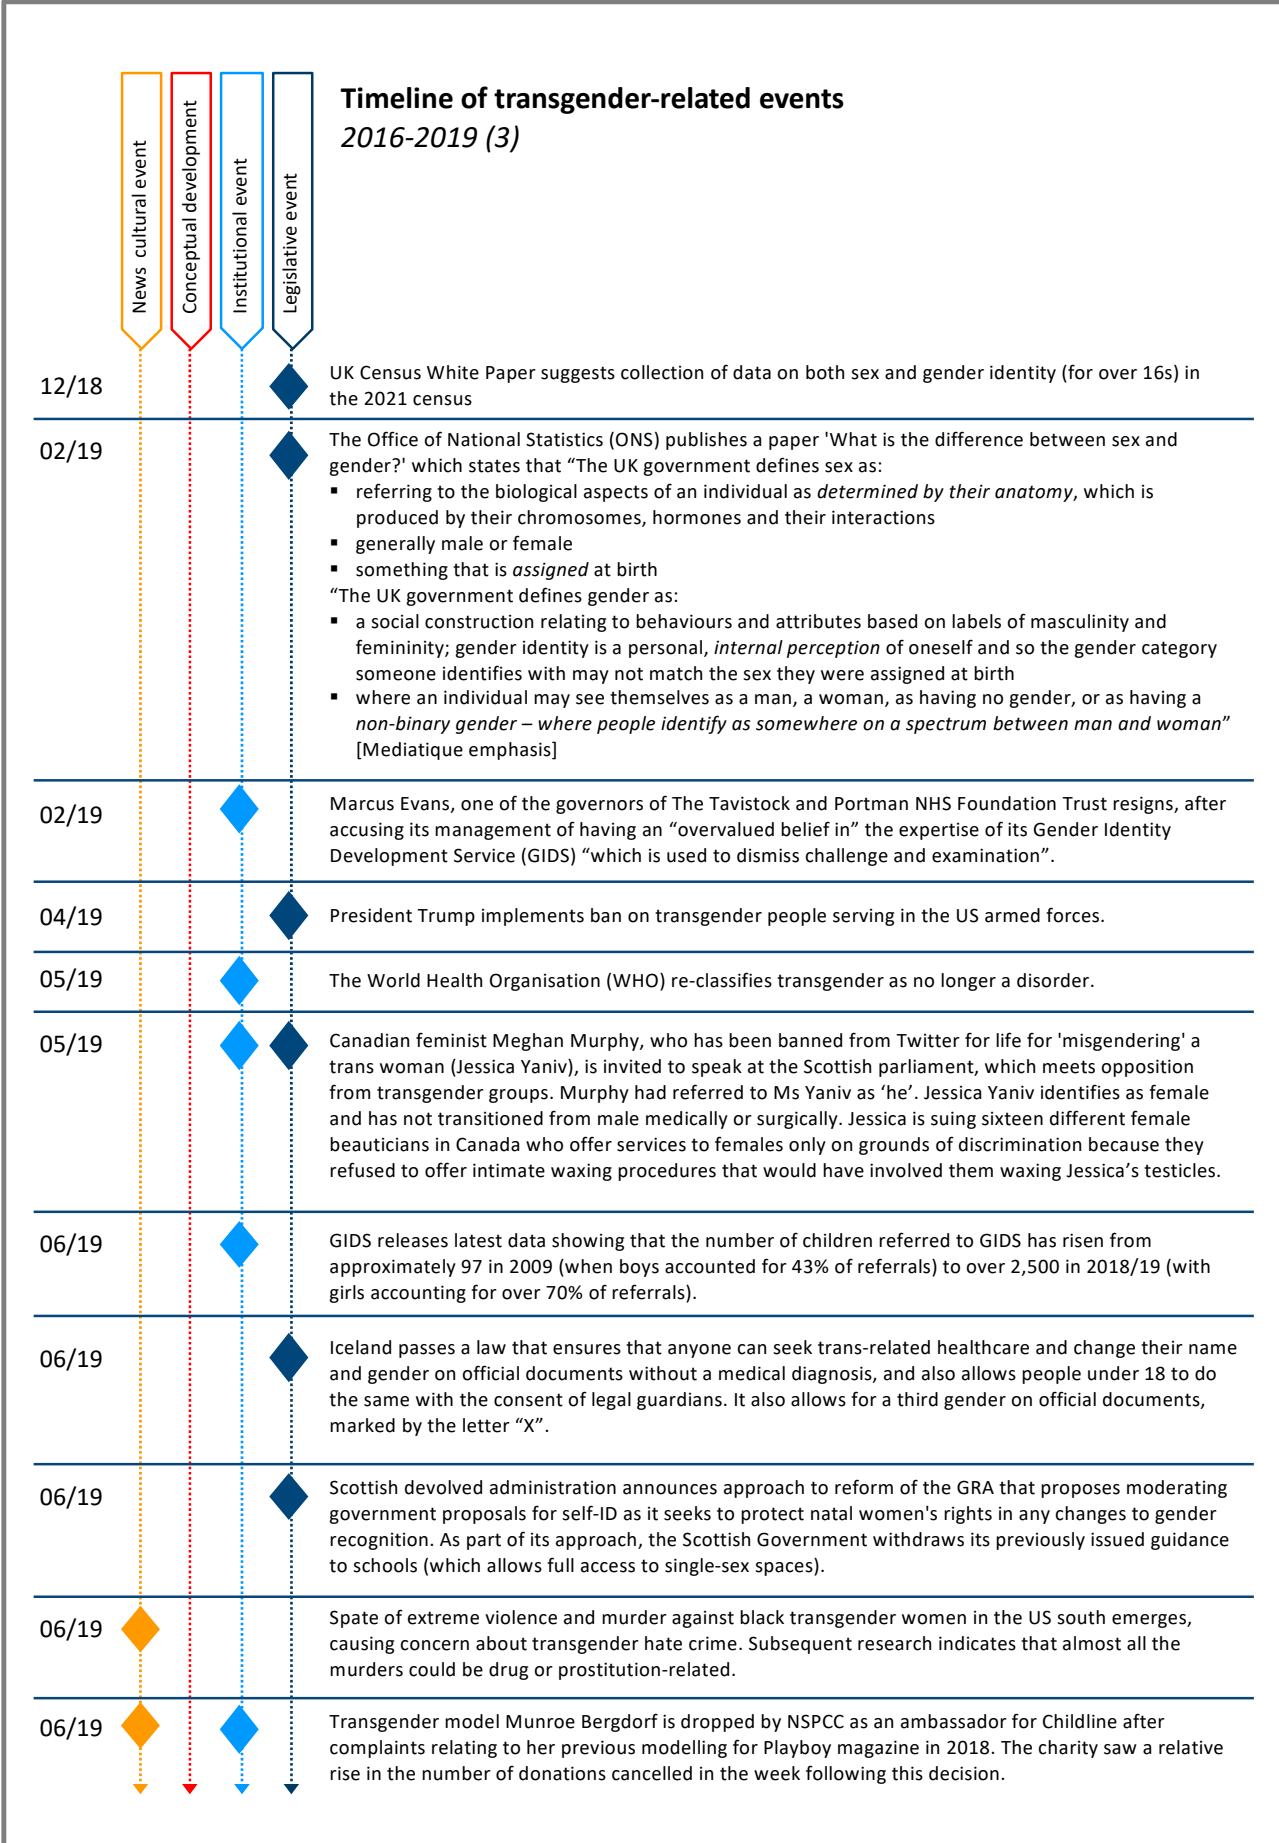 Timeline of transgender-related events
2016-2019 (3)
News cultural event
Conceptual development
Institutional event
Legislative event
12/18
UK Census White Paper suggests collection of data on both sex and gender identity (for over 16s) in
the 2021 census
02/19
The Office of National Statistics (ONS) publishes a paper 'What is the difference between sex and
gender?' which states that “The UK government defines sex as:
▪ referring to the biological aspects of an individual as determined by their anatomy, which is
produced by their chromosomes, hormones and their interactions
▪ generally male or female
▪ something that is assigned at birth
“The UK government defines gender as:
▪ a social construction relating to behaviours and attributes based on labels of masculinity and
femininity; gender identity is a personal, internal perception of oneself and so the gender category
someone identifies with may not match the sex they were assigned at birth
▪ where an individual may see themselves as a man, a woman, as having no gender, or as having a
non-binary gender – where people identify as somewhere on a spectrum between man and woman”
[Mediatique emphasis]
02/19
Marcus Evans, one of the governors of The Tavistock and Portman NHS Foundation Trust resigns, after
accusing its management of having an “overvalued belief in” the expertise of its Gender Identity
Development Service (GIDS) “which is used to dismiss challenge and examination”.
04/19
President Trump implements ban on transgender people serving in the US armed forces.
05/19
The World Health Organisation (WHO) re-classifies transgender as no longer a disorder.
05/19
Canadian feminist Meghan Murphy, who has been banned from Twitter for life for 'misgendering' a
trans woman (Jessica Yaniv), is invited to speak at the Scottish parliament, which meets opposition
from transgender groups. Murphy had referred to Ms Yaniv as ‘he’. Jessica Yaniv identifies as female
and has not transitioned from male medically or surgically. Jessica is suing sixteen different female
beauticians in Canada who offer services to females only on grounds of discrimination because they
refused to offer intimate waxing procedures that would have involved them waxing Jessica’s testicles.
06/19
GIDS releases latest data showing that the number of children referred to GIDS has risen from
approximately 97 in 2009 (when boys accounted for 43% of referrals) to over 2,500 in 2018/19 (with
girls accounting for over 70% of referrals).
06/19
Iceland passes a law that ensures that anyone can seek trans-related healthcare and change their name
and gender on official documents without a medical diagnosis, and also allows people under 18 to do
the same with the consent of legal guardians. It also allows for a third gender on official documents,
marked by the letter “X”.
06/19
Scottish devolved administration announces approach to reform of the GRA that proposes moderating
government proposals for self-ID as it seeks to protect natal women's rights in any changes to gender
recognition. As part of its approach, the Scottish Government withdraws its previously issued guidance
to schools (which allows full access to single-sex spaces).
06/19
Spate of extreme violence and murder against black transgender women in the US south emerges,
causing concern about transgender hate crime. Subsequent research indicates that almost all the
murders could be drug or prostitution-related.
06/19
Transgender model Munroe Bergdorf is dropped by NSPCC as an ambassador for Childline after
complaints relating to her previous modelling for Playboy magazine in 2018. The charity saw a relative
rise in the number of donations cancelled in the week following this decision.